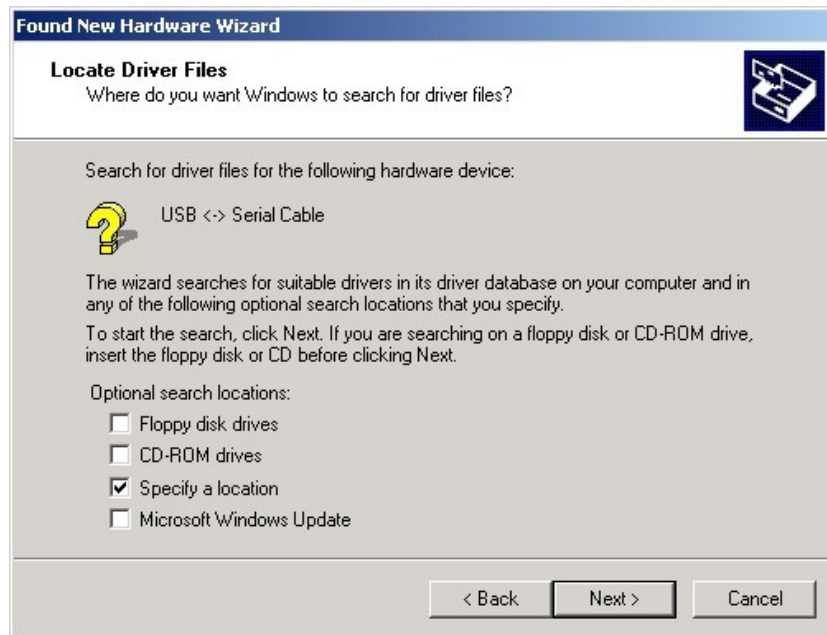 Found New Hardware Wizard
Locate Driver Files
Where do you want Windows to search for driver files?
Search for driver files for the following hardware device:
USB <-> Serial Cable
The wizard searches for suitable drivers in its driver database on your computer and in
any of the following optional search locations that you specify.
To start the search, click Next. If you are searching on a floppy disk or CD-ROM drive,
insert the floppy disk or CD before clicking Next.
Optional search locations:
Floppy disk drives
CD-ROM drives
Specify a location
Microsoft Windows Update
< Back Next > Cancel